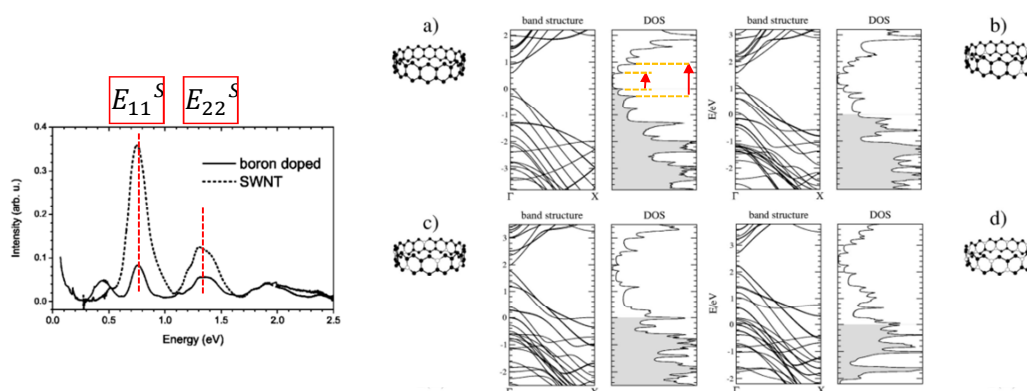 E₁₁ˢ
E₂₂ˢ
0.4
0.3
0.2
0.1
0.0
Intensity (arb. u.)
boron doped
SWNT
0.0 0.5 1.0 1.5 2.0 2.5
Energy (eV)
a)
band structure DOS
2
1
0
-1
-2
-3
Γ X
b)
band structure DOS
3
2
1
0
-1
-2
E/eV
Γ X
c)
band structure DOS
3
2
1
0
-1
-2
Γ X
d)
band structure DOS
4
3
2
1
0
-1
-2
E/eV
Γ X